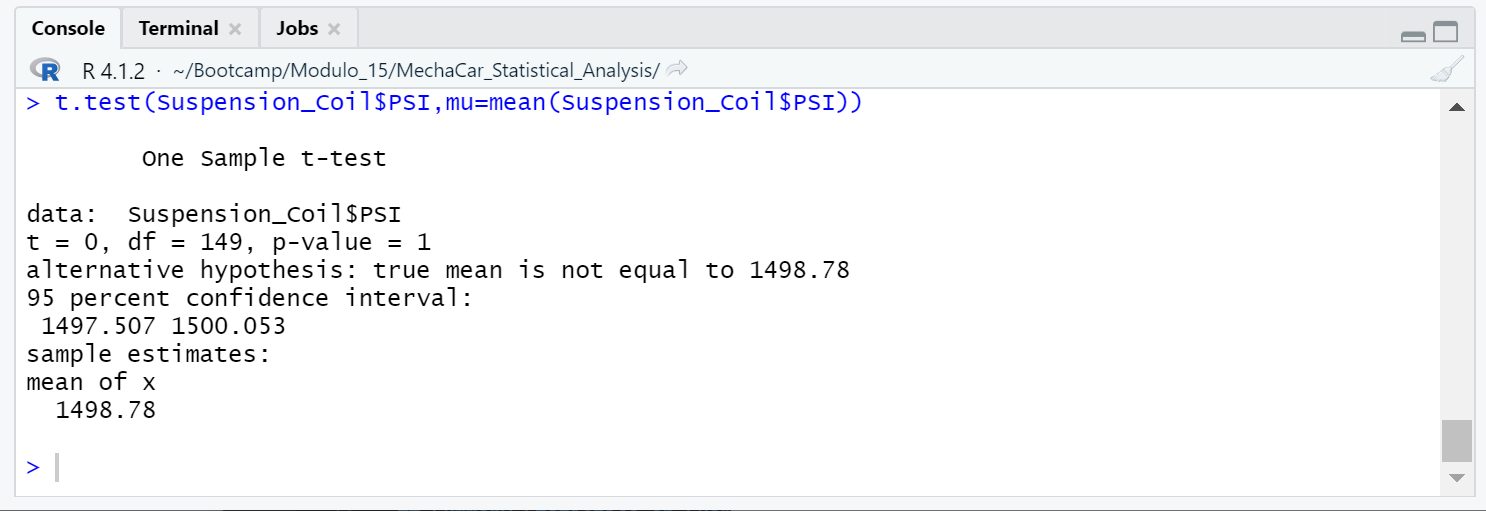 Console Terminal Jobs
R R 4.1.2 · ~/Bootcamp/Modulo_15/MechaCar_Statistical_Analysis/
> t.test(Suspension_Coil$PSI,mu=mean(Suspension_Coil$PSI))
One Sample t-test
data:  Suspension_Coil$PSI
t = 0, df = 149, p-value = 1
alternative hypothesis: true mean is not equal to 1498.78
95 percent confidence interval:
1497.507 1500.053
sample estimates:
mean of x
1498.78
>